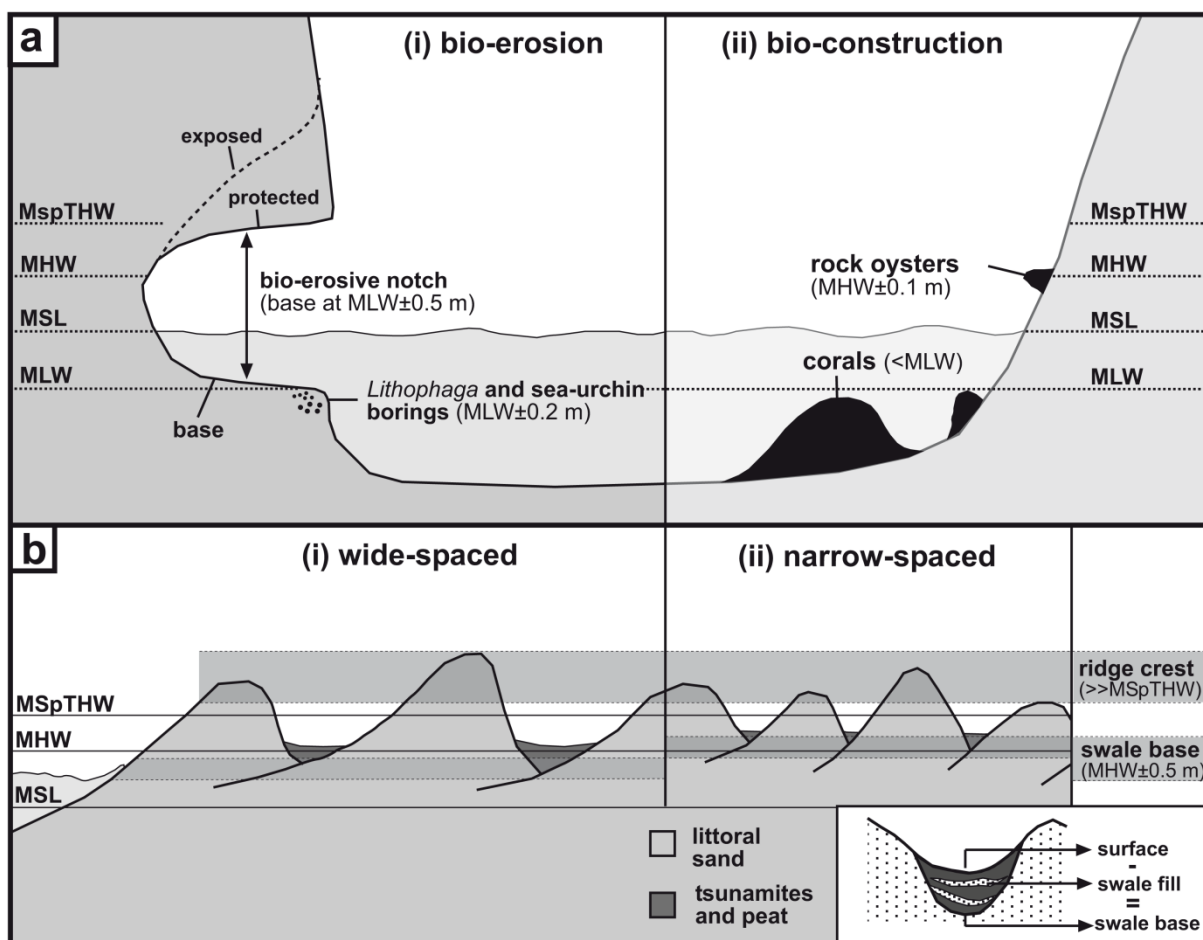 a
(i) bio-erosion
(ii) bio-construction
exposed
protected
MspTHW
MHW
MSL
MLW
bio-erosive notch
(base at MLW±0.5 m)
base
Lithophaga and sea-urchin
borings (MLW±0.2 m)
rock oysters
(MHW±0.1 m)
corals (<MLW)
MspTHW
MHW
MSL
MLW
b
(i) wide-spaced
(ii) narrow-spaced
MSpTHW
MHW
MSL
ridge crest
(>>MSpTHW)
swale base
(MHW±0.5 m)
littoral
sand
tsunamites
and peat
surface
-
swale fill
=
swale base